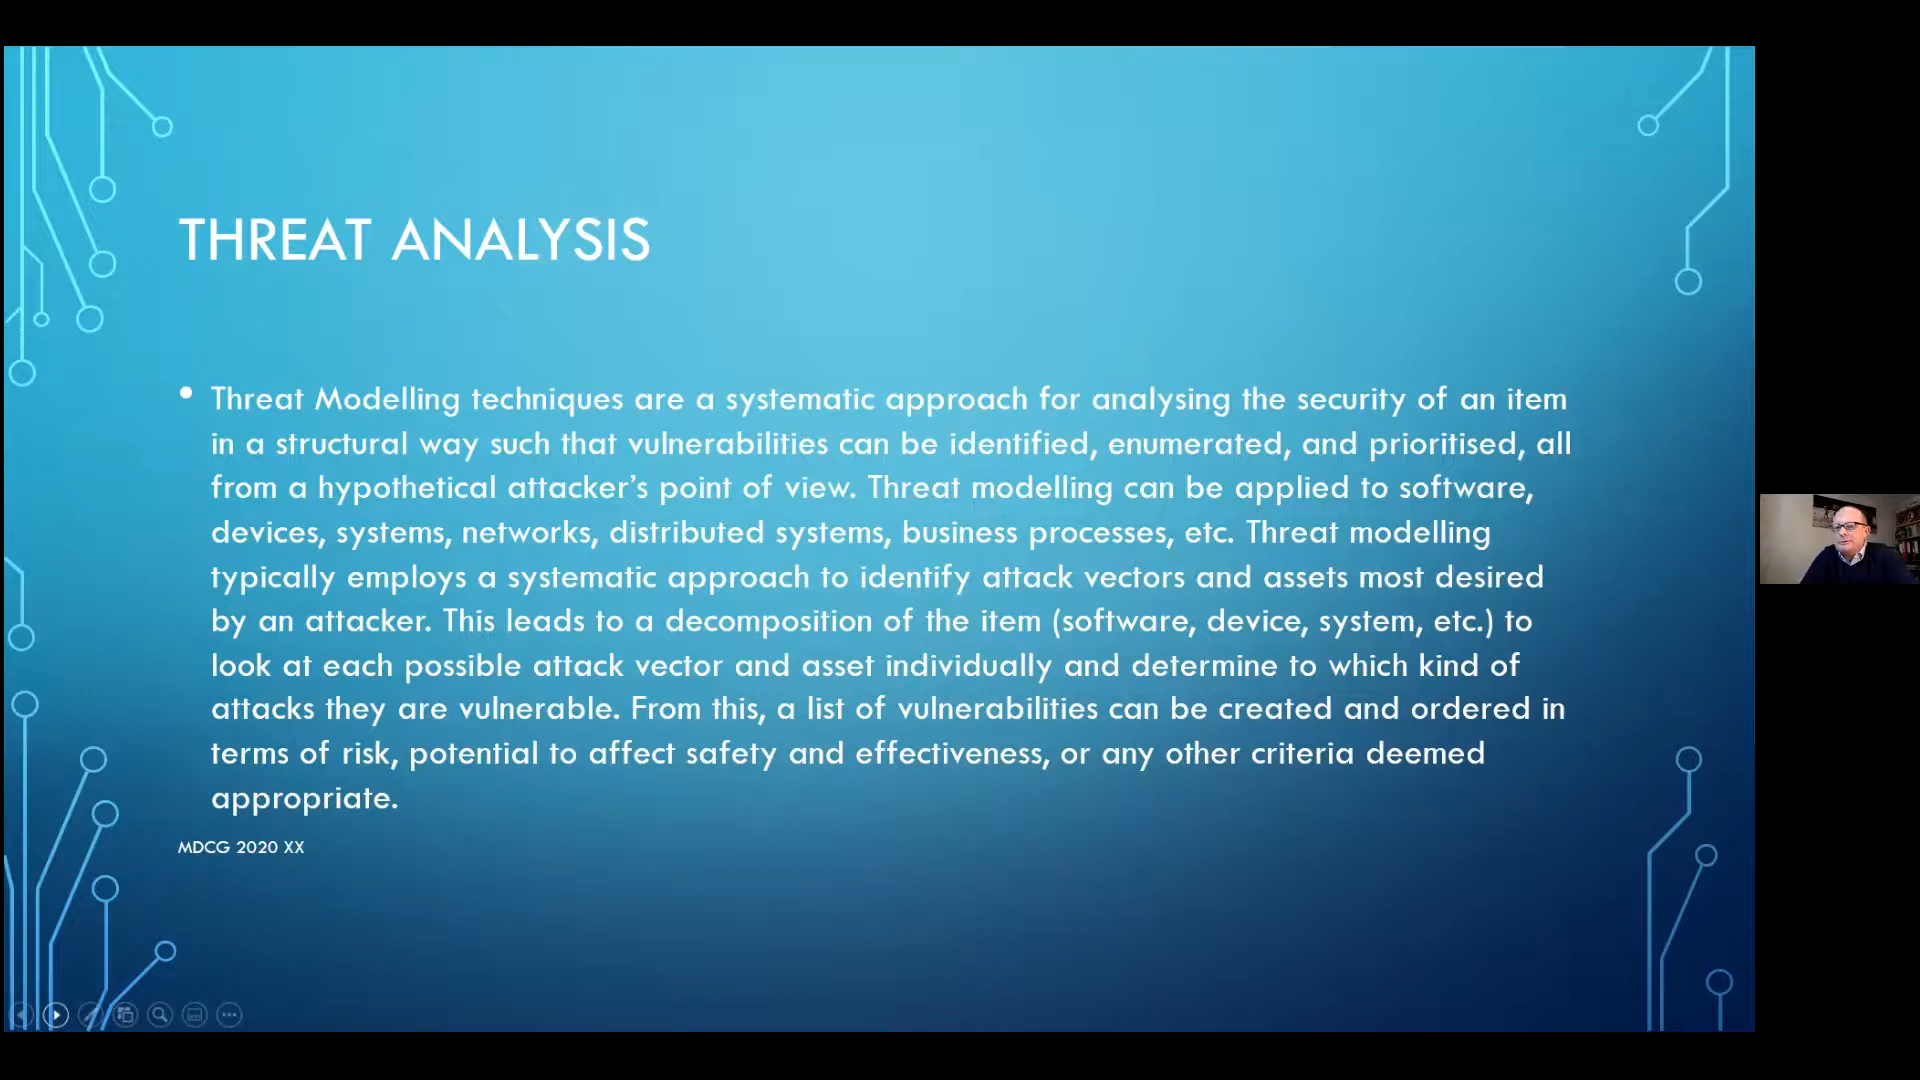 THREAT ANALYSIS
• Threat Modelling techniques are a systematic approach for analysing the security of an item
in a structural way such that vulnerabilities can be identified, enumerated, and prioritised, all
from a hypothetical attacker’s point of view. Threat modelling can be applied to software,
devices, systems, networks, distributed systems, business processes, etc. Threat modelling
typically employs a systematic approach to identify attack vectors and assets most desired
by an attacker. This leads to a decomposition of the item (software, device, system, etc.) to
look at each possible attack vector and asset individually and determine to which kind of
attacks they are vulnerable. From this, a list of vulnerabilities can be created and ordered in
terms of risk, potential to affect safety and effectiveness, or any other criteria deemed
appropriate.
MDCG 2020 XX